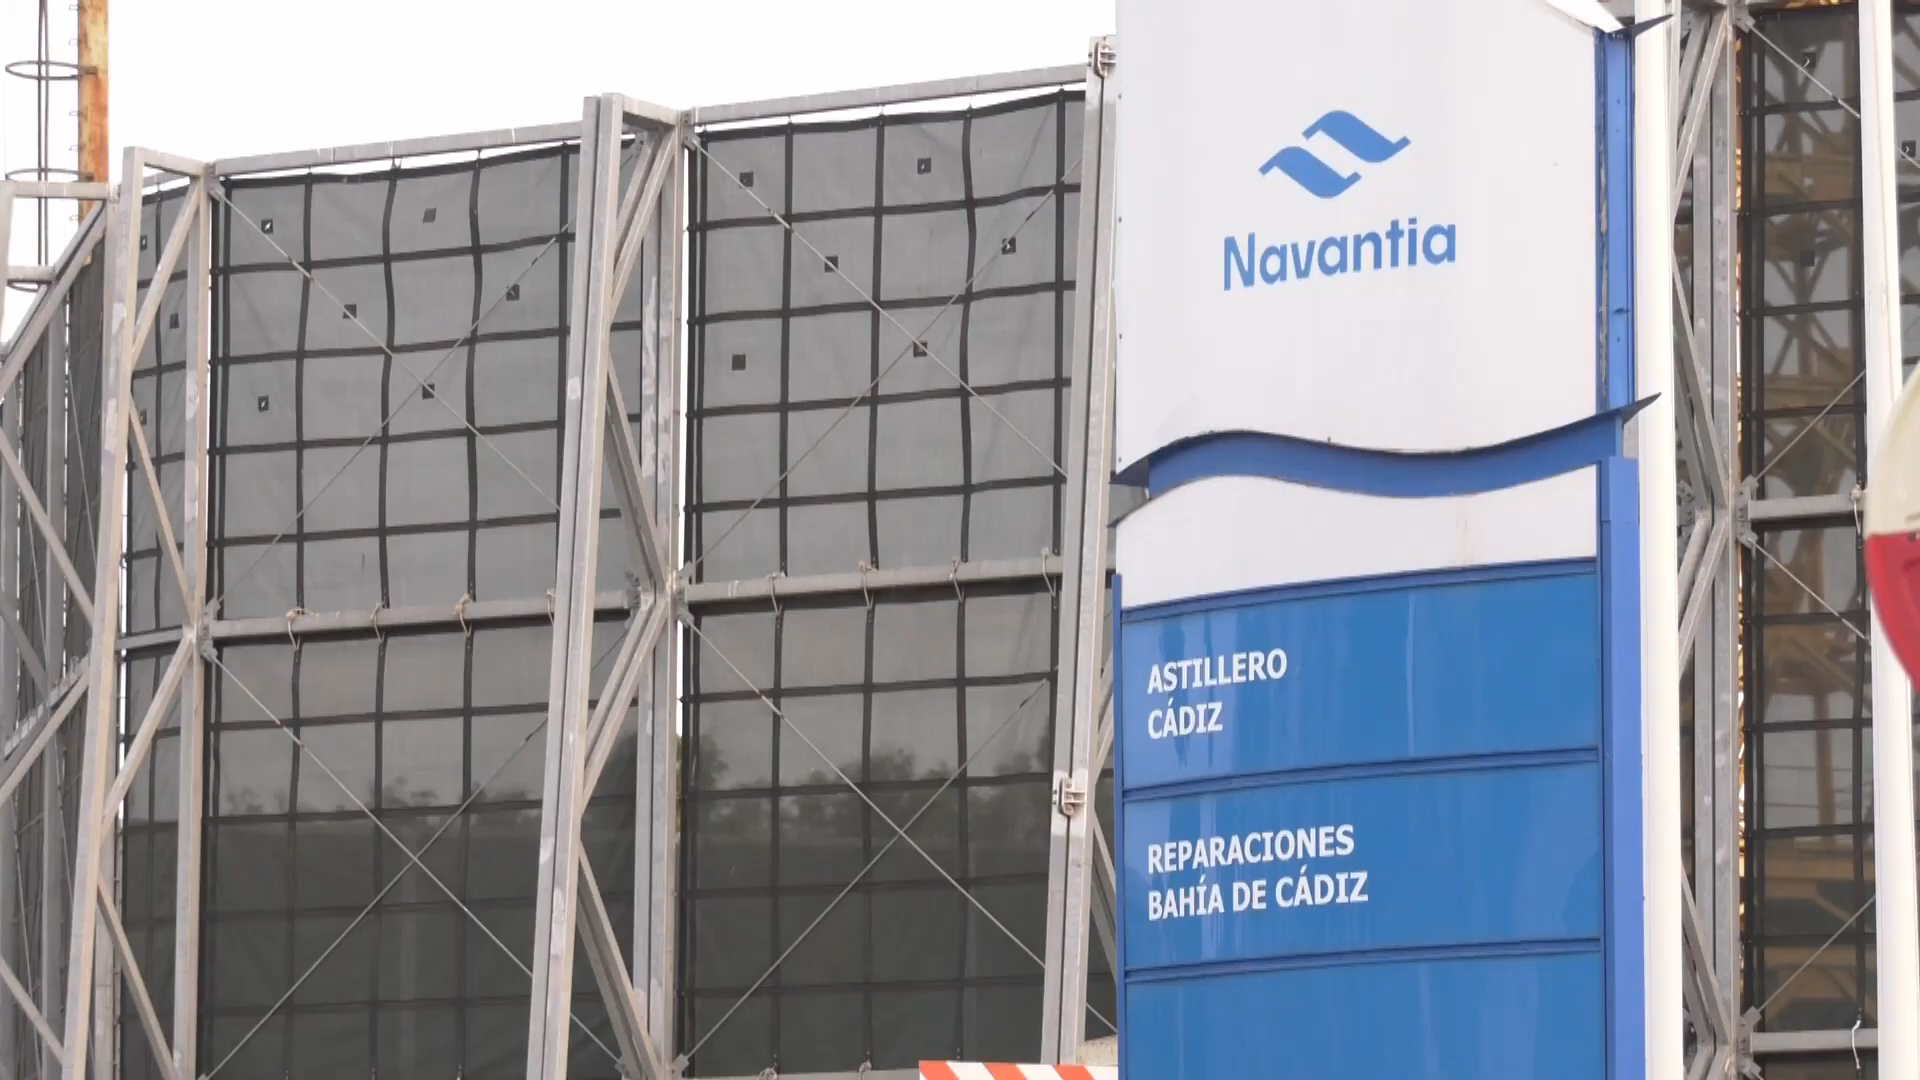 Navantia
ASTILLERO
CÁDIZ
REPARACIONES
BAHÍA DE CÁDIZ